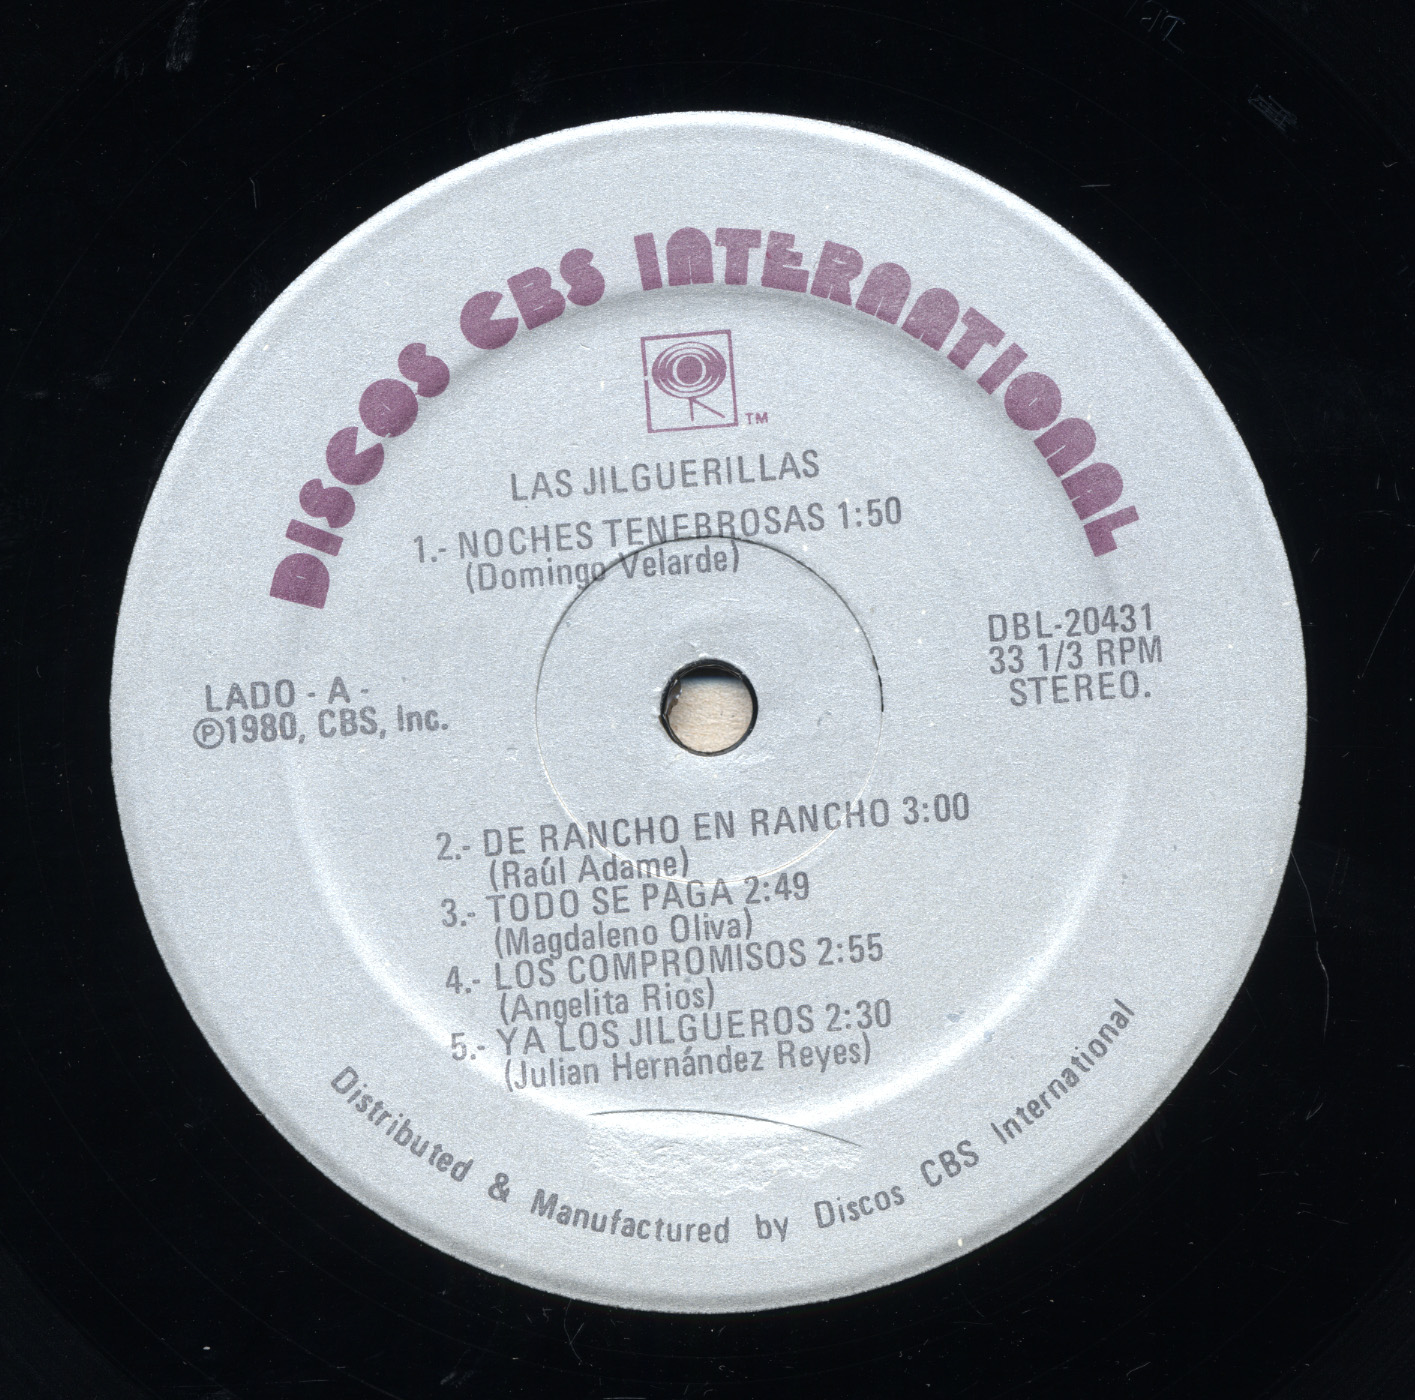 DISCOS CBS INTERNATIONAL
TM
LAS JILGUERILLAS
1.- NOCHES TENEBROSAS 1:50
(Domingo Velarde)
LADO - A -
Ⓟ1980, CBS, Inc.
DBL-20431
33 1/3 RPM
STEREO.
2.- DE RANCHO EN RANCHO 3:00
(Raúl Adame)
3.- TODO SE PAGA 2:49
(Magdaleno Oliva)
4.- LOS COMPROMISOS 2:55
(Angelita Rios)
5.- YA LOS JILGUEROS 2:30
(Julian Hernández Reyes)
Distributed & Manufactured by Discos CBS International